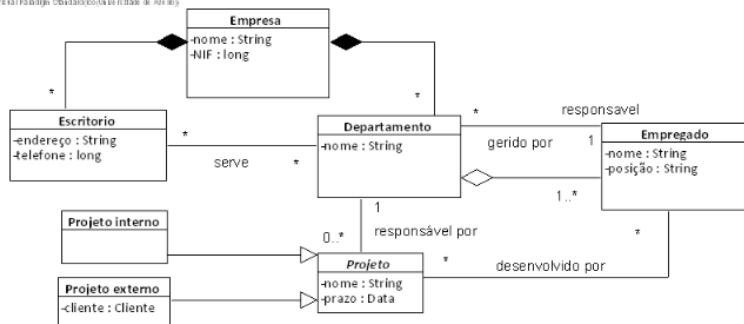 Empresa
-nome : String
-NIF : long
*
*
Escritorio
-endereço : String
-telefone : long
*
serve
*
Departamento
-nome : String
*
responsavel
gerido por
1
Empregado
-nome : String
-posição : String
1..*
1
responsável por
0..*
*
desenvolvido por
*
Projeto interno
Projeto
-nome : String
-prazo : Data
Projeto externo
-cliente : Cliente